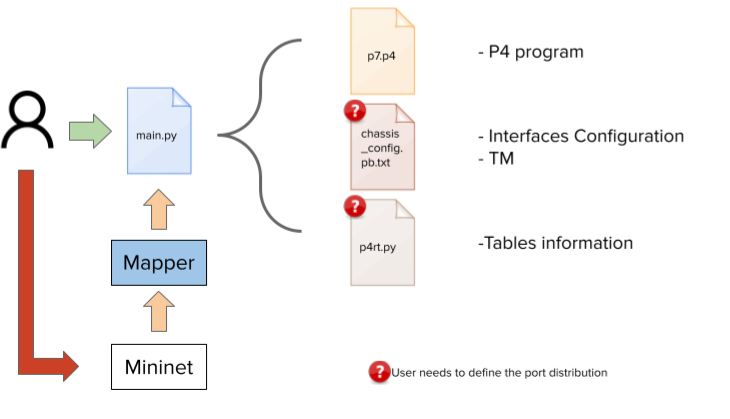 p7.p4
- P4 program
?
main.py
chassis
_config.
pb.txt
- Interfaces Configuration
- TM
?
p4rt.py
-Tables information
Mapper
Mininet
? User needs to define the port distribution